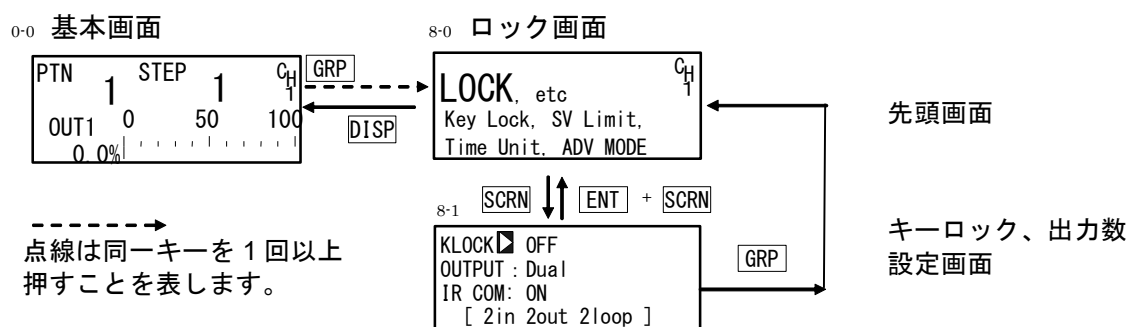 0-0 基本画面
8-0 ロック画面
PTN 1 STEP 1 CH1
OUT1 0 50 100
0.0%
GRP
DISP
LOCK, etc CH1
Key Lock, SV Limit,
Time Unit, ADV MODE
先頭画面
SCRN ENT + SCRN
8-1
KLOCK OFF
OUTPUT : Dual
IR COM: ON
[ 2in 2out 2loop ]
GRP
キーロック、出力数
設定画面
点線は同一キーを1回以上
押すことを表します。